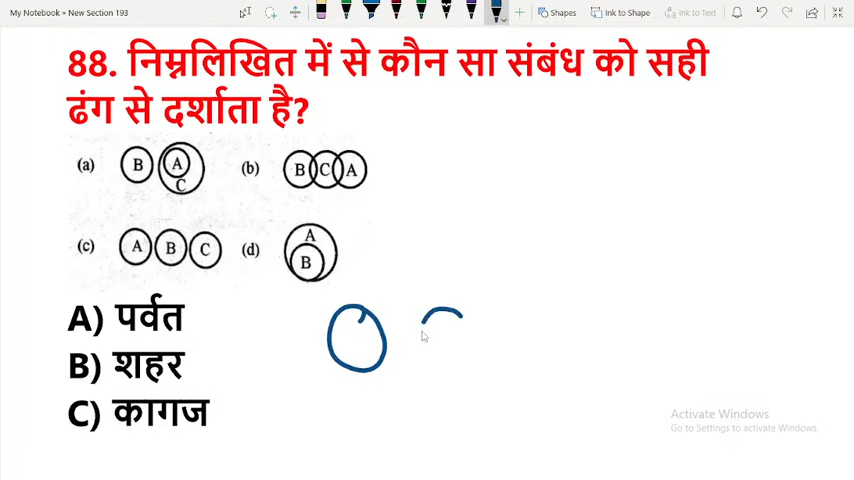 My Notebook » New Section 193
Shapes
Ink to Shape
Ink to Text
88. निम्नलिखित में से कौन सा संबंध को सही
ढंग से दर्शाता है?
(a) B A C (b) B C A
(c) A B C (d) A B
A) पर्वत
B) शहर
C) कागज
Activate Windows
Go to Settings to activate Windows.